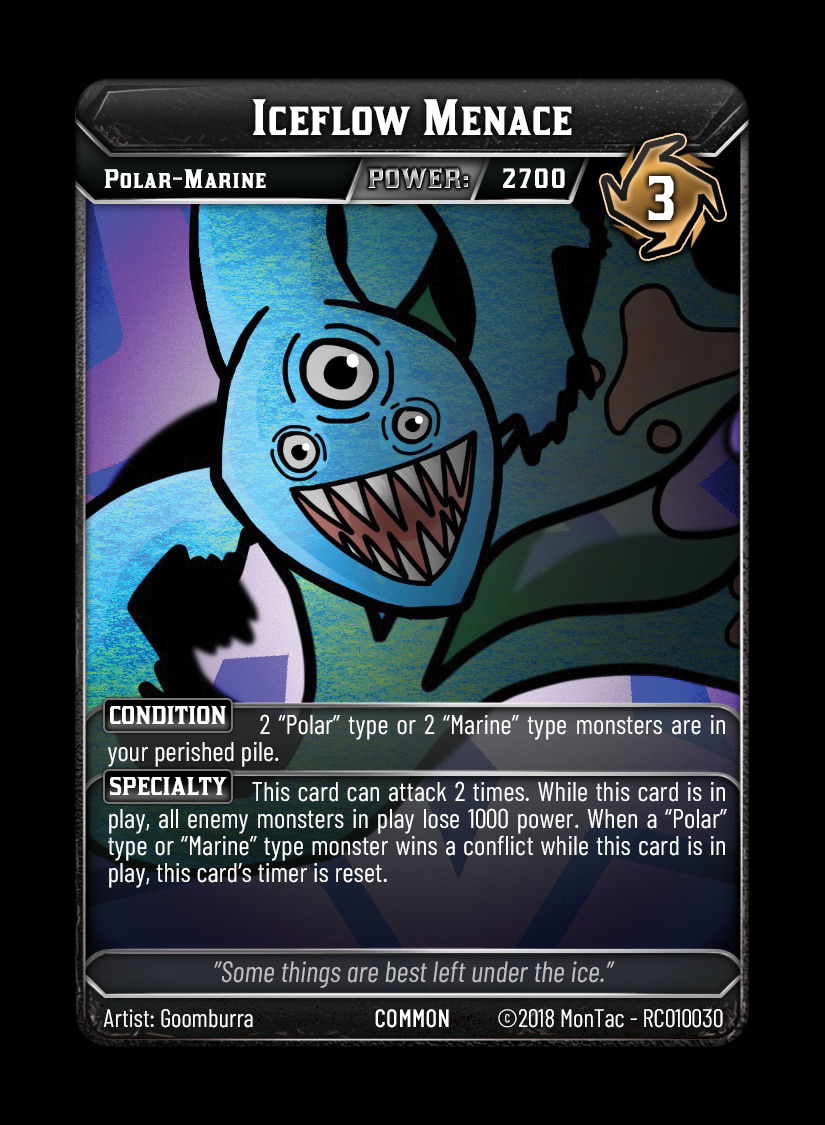 Iceflow Menace
Polar-Marine POWER: 2700
3
CONDITION 2 “Polar” type or 2 “Marine” type monsters are in
your perished pile.
SPECIALTY This card can attack 2 times. While this card is in
play, all enemy monsters in play lose 1000 power. When a “Polar”
type or “Marine” type monster wins a conflict while this card is in
play, this card’s timer is reset.
”Some things are best left under the ice.”
Artist: Goomburra COMMON ©2018 MonTac - RC010030